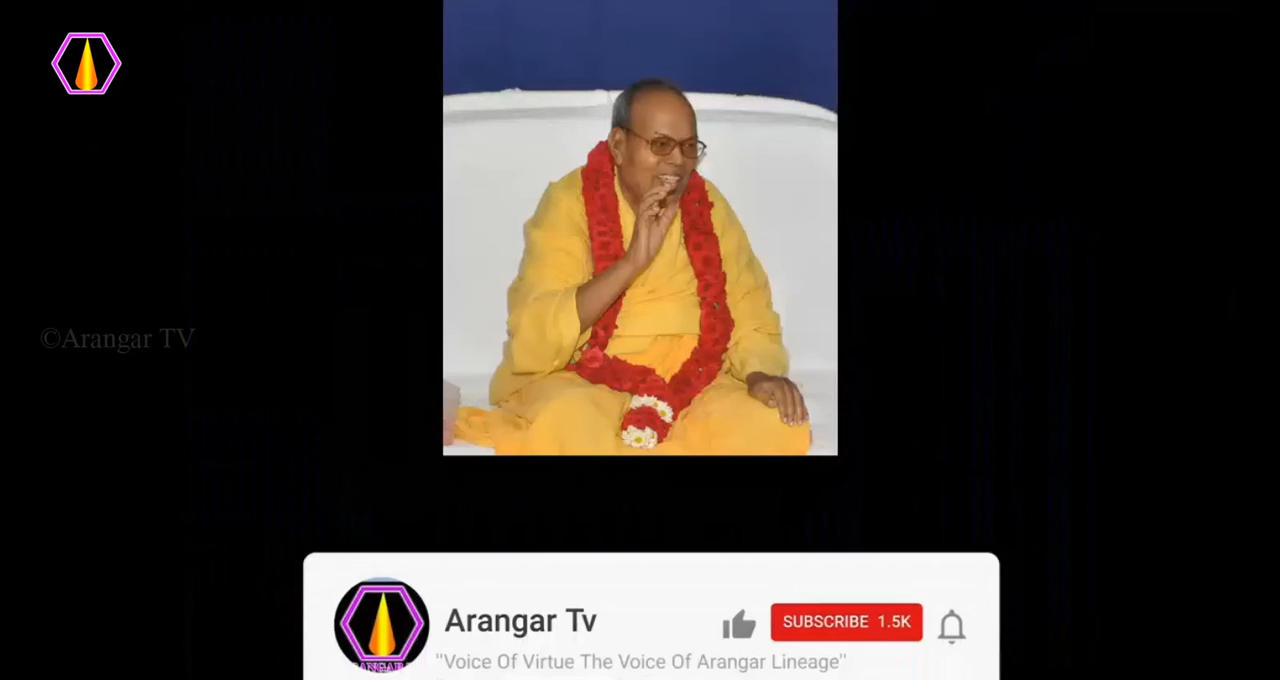 ©Arangar TV
Arangar Tv
SUBSCRIBE 1.5K
"Voice Of Virtue The Voice Of Arangar Lineage"